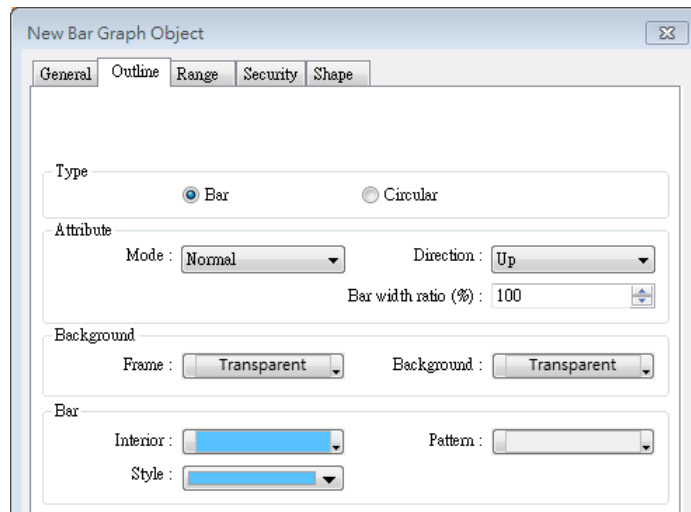 New Bar Graph Object
General Outline Range Security Shape
Type
Bar Circular
Attribute
Mode : Normal Direction : Up
Bar width ratio (%) : 100
Background
Frame : Transparent Background : Transparent
Bar
Interior : Pattern :
Style :